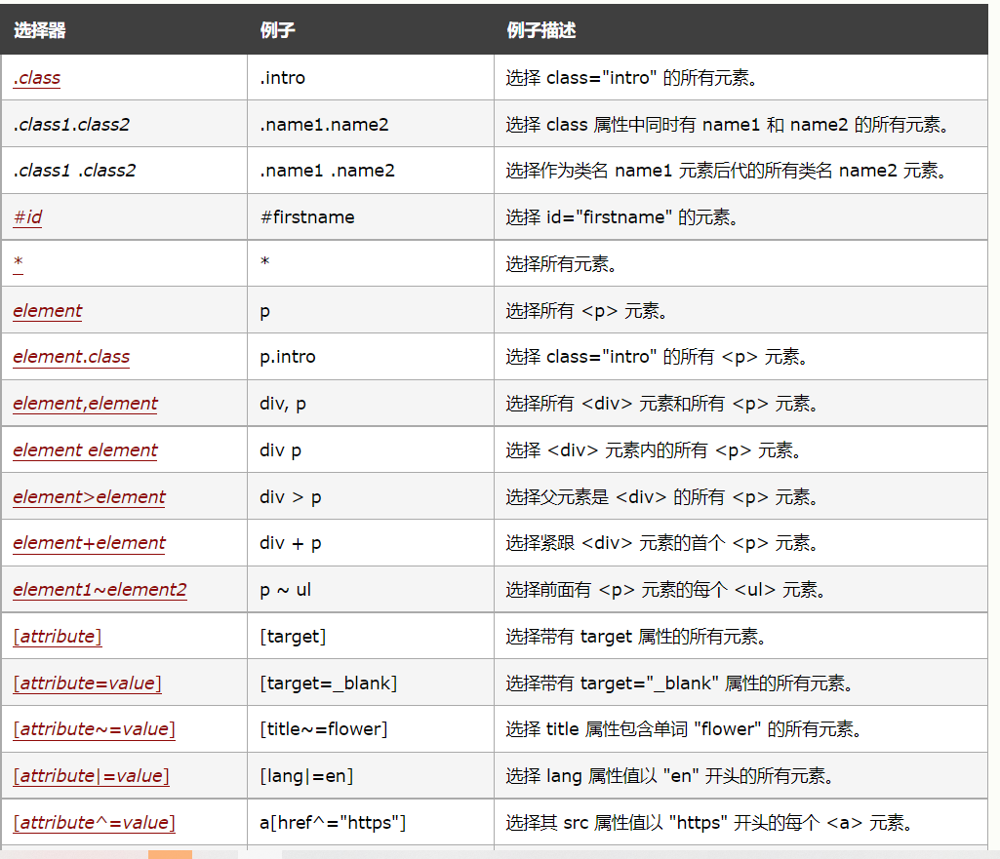 选择器 例子 例子描述
.class .intro 选择 class="intro" 的所有元素。
.class1.class2 .name1.name2 选择 class 属性中同时有 name1 和 name2 的所有元素。
.class1 .class2 .name1 .name2 选择作为类名 name1 元素后代的所有类名 name2 元素。
#id #firstname 选择 id="firstname" 的元素。
* * 选择所有元素。
element p 选择所有 <p> 元素。
element.class p.intro 选择 class="intro" 的所有 <p> 元素。
element,element div, p 选择所有 <div> 元素和所有 <p> 元素。
element element div p 选择 <div> 元素内的所有 <p> 元素。
element>element div > p 选择父元素是 <div> 的所有 <p> 元素。
element+element div + p 选择紧跟 <div> 元素的首个 <p> 元素。
element1~element2 p ~ ul 选择前面有 <p> 元素的每个 <ul> 元素。
[attribute] [target] 选择带有 target 属性的所有元素。
[attribute=value] [target=_blank] 选择带有 target="_blank" 属性的所有元素。
[attribute~=value] [title~=flower] 选择 title 属性包含单词 "flower" 的所有元素。
[attribute|=value] [lang|=en] 选择 lang 属性值以 "en" 开头的所有元素。
[attribute^=value] a[href^="https"] 选择其 src 属性值以 "https" 开头的每个 <a> 元素。